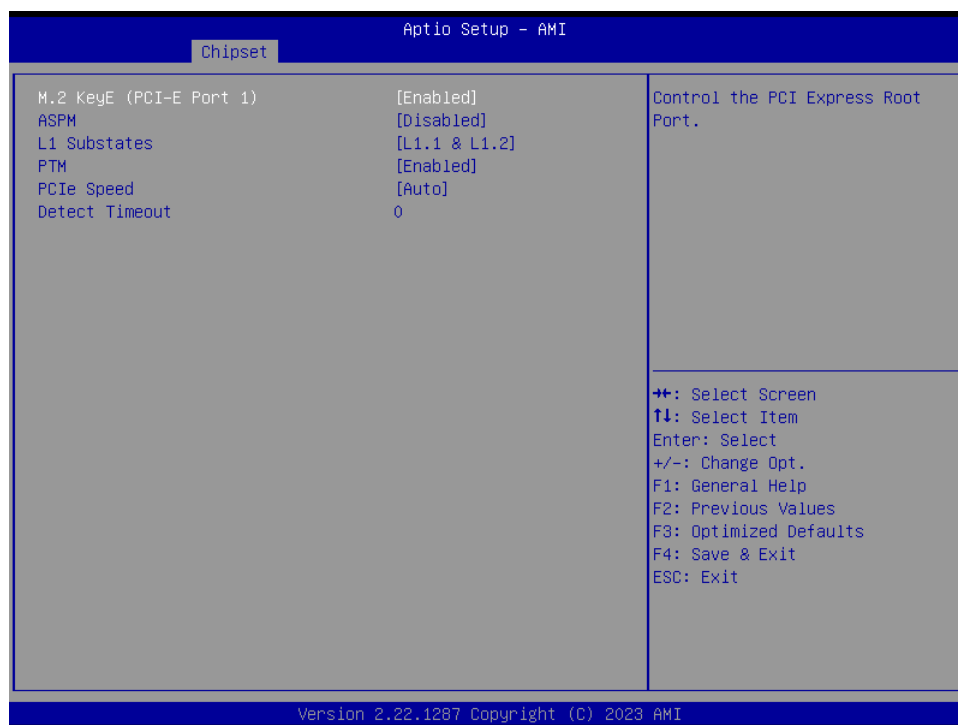 Aptio Setup – AMI
Chipset
M.2 KeyE (PCI-E Port 1) [Enabled]
ASPM [Disabled]
L1 Substates [L1.1 & L1.2]
PTM [Enabled]
PCIe Speed [Auto]
Detect Timeout 0
Control the PCI Express Root
Port.
→←: Select Screen
↑↓: Select Item
Enter: Select
+/-: Change Opt.
F1: General Help
F2: Previous Values
F3: Optimized Defaults
F4: Save & Exit
ESC: Exit
Version 2.22.1287 Copyright (C) 2023 AMI